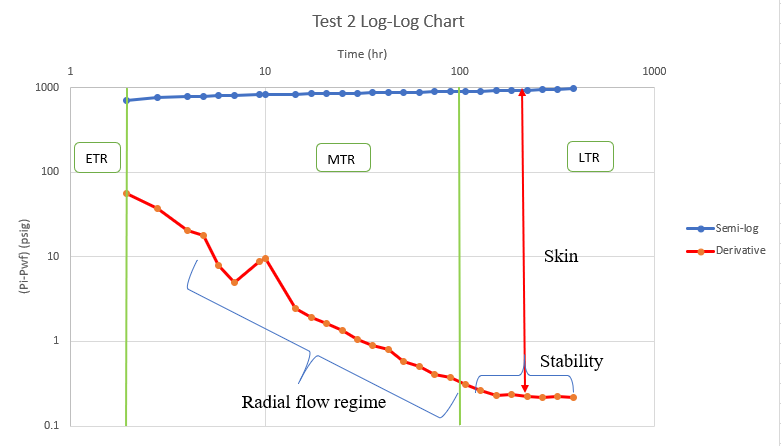 Test 2 Log-Log Chart
Time (hr)
1 10 100 1000
1000
100
10
1
0.1
(Pi-Pwf) (psig)
ETR
MTR
LTR
Skin
Stability
Radial flow regime
Semi-log
Derivative